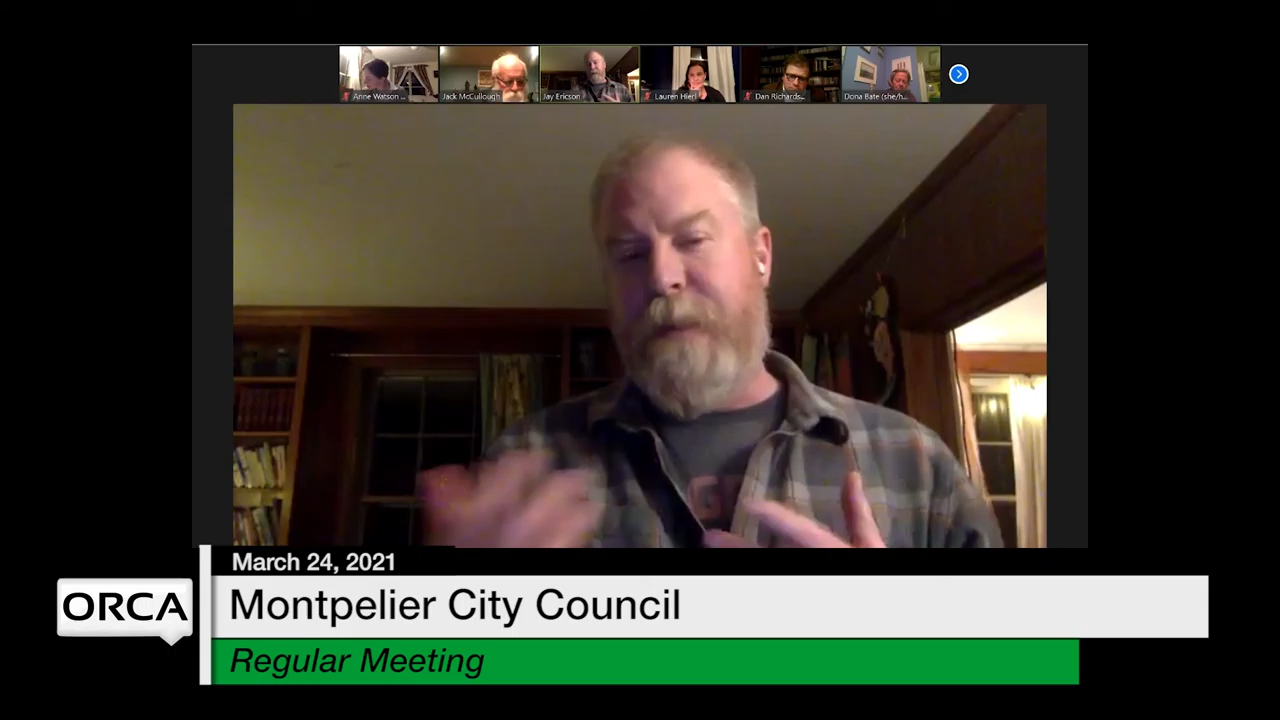 Anne Watson ...
Jack McCullough
Jay Ericson
Lauren Hierl
Dan Richards...
Dona Bate (she/h...
March 24, 2021
ORCA
Montpelier City Council
Regular Meeting